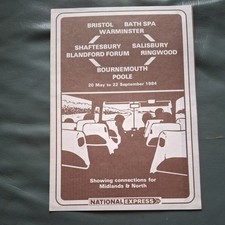 BRISTOL BATH SPA
WARMINSTER
SHAFTESBURY SALISBURY
BLANDFORD FORUM RINGWOOD
BOURNEMOUTH
POOLE
20 May to 22 September 1984
Showing connections for
Midlands & North
NATIONAL EXPRESS